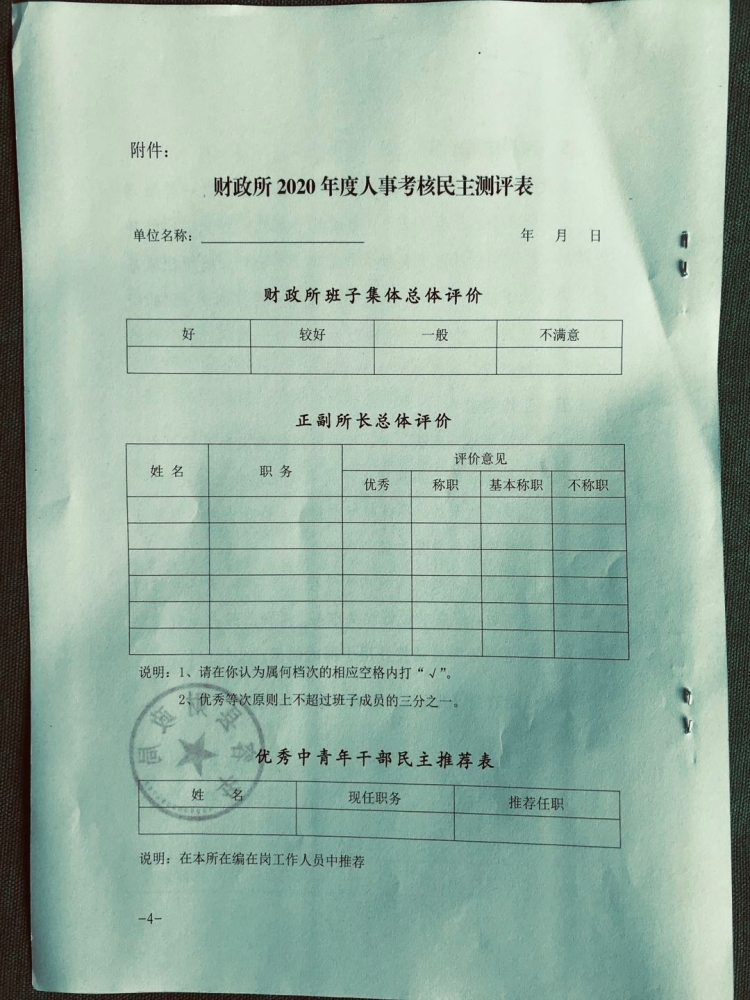 附件：
财政所 2020 年度人事考核民主测评表
单位名称： 年 月 日
财政所班子集体总体评价
好 较好 一般 不满意
正副所长总体评价
姓 名 职 务 评价意见
优秀 称职 基本称职 不称职
说明：1、请在你认为属何档次的相应空格内打“√”。
2、优秀等次原则上不超过班子成员的三分之一。
优秀中青年干部民主推荐表
姓 名 现任职务 推荐任职
说明：在本所在编在岗工作人员中推荐
-4-